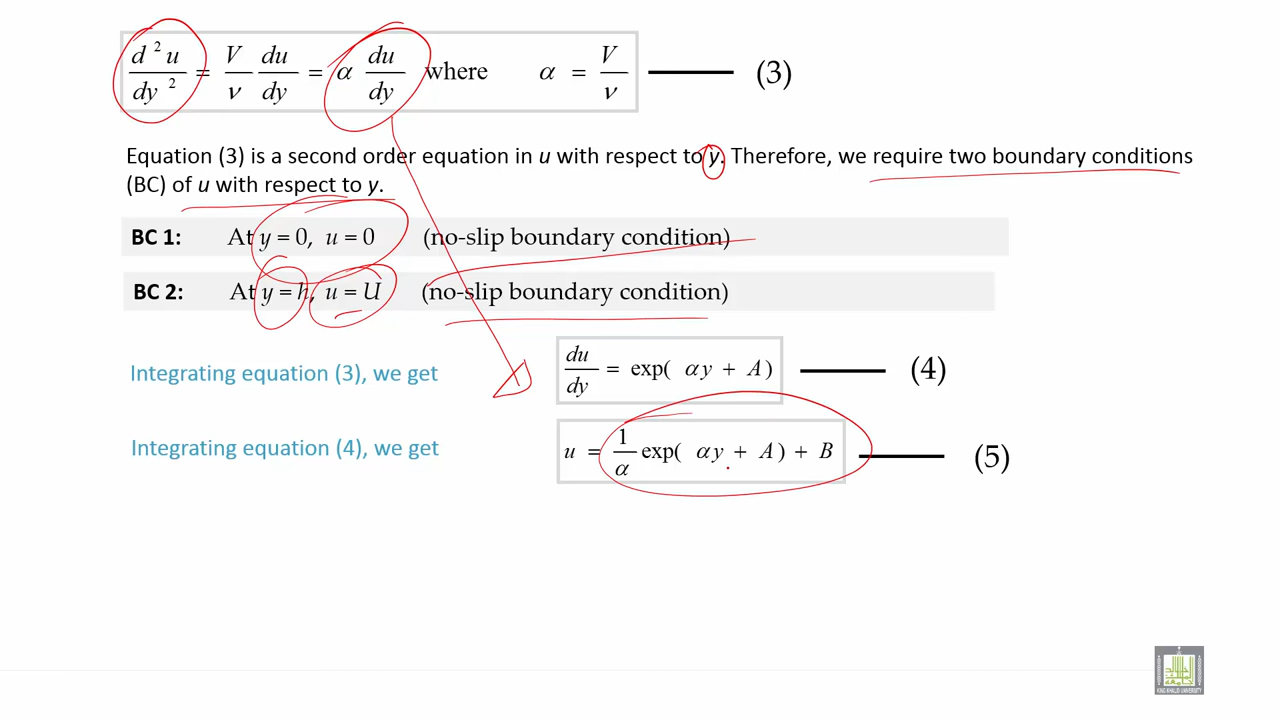 d²u/dy² = V/ν du/dy = α du/dy where α = V/ν (3)
Equation (3) is a second order equation in u with respect to y. Therefore, we require two boundary conditions
(BC) of u with respect to y.
BC 1: At y = 0, u = 0 (no-slip boundary condition)
BC 2: At y = h, u = U (no-slip boundary condition)
Integrating equation (3), we get du/dy = exp( αy + A) (4)
Integrating equation (4), we get u = 1/α exp( αy + A) + B (5)
KING KHALID UNIVERSITY